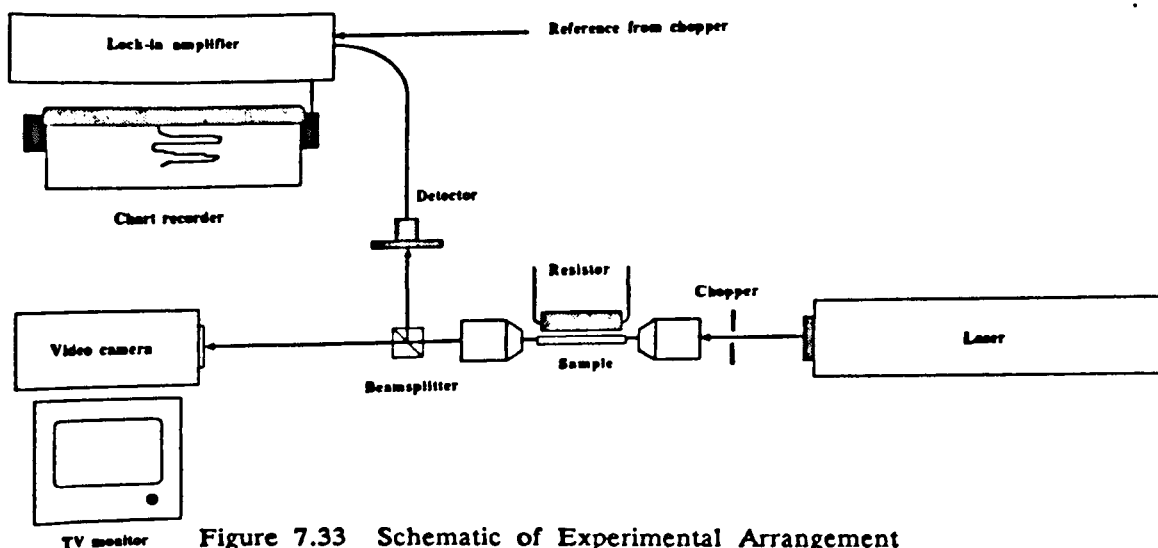 Lock-in amplifier
Reference from chopper
Chart recorder
Detector
Resistor
Chopper
Laser
Video camera
Sample
Beamsplitter
TV monitor
Figure 7.33 Schematic of Experimental Arrangement